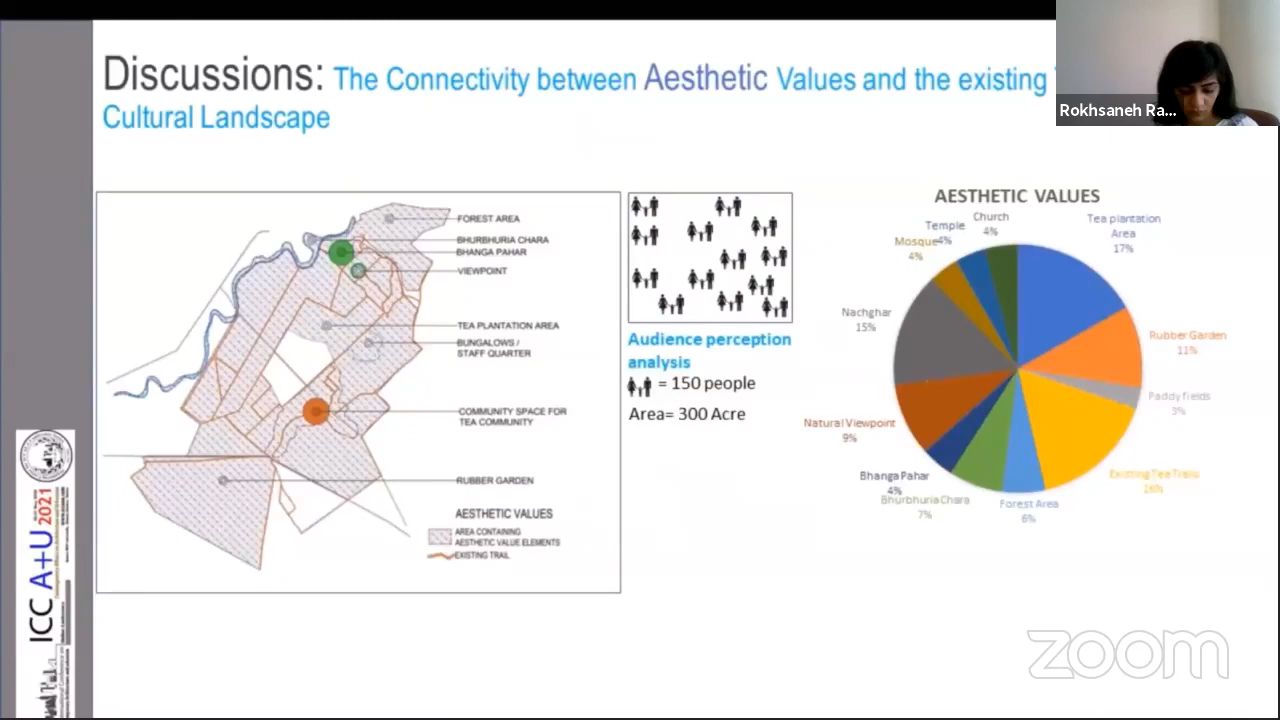 Discussions: The Connectivity between Aesthetic Values and the existing
Cultural Landscape
Rokhsaneh Ra...
FOREST AREA
BHURBHURIA CHARA
BHANGA PAHAR
VIEWPOINT
TEA PLANTATION AREA
BUNGALOWS /
STAFF QUARTER
COMMUNITY SPACE FOR
TEA COMMUNITY
RUBBER GARDEN
AESTHETIC VALUES
AREA CONTAINING
AESTHETIC VALUE ELEMENTS
EXISTING TRAIL
Audience perception
analysis
= 150 people
Area= 300 Acre
AESTHETIC VALUES
Church
4%
Temple
4%
Mosque
4%
Tea plantation
Area
17%
Nachghar
15%
Rubber Garden
11%
Paddy fields
3%
Natural Viewpoint
9%
Existing Tea Trails
16%
Bhanga Pahar
4%
Bhurbhuria Chara
7%
Forest Area
6%
ICC A+U 2021
zoom